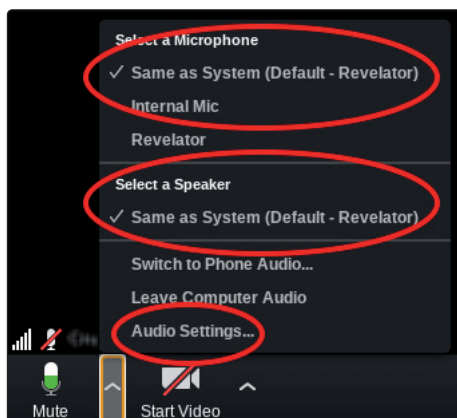 Select a Microphone
✓ Same as System (Default - Revelator)
Internal Mic
Revelator
Select a Speaker
✓ Same as System (Default - Revelator)
Switch to Phone Audio...
Leave Computer Audio
Audio Settings...
Mute
Start Video